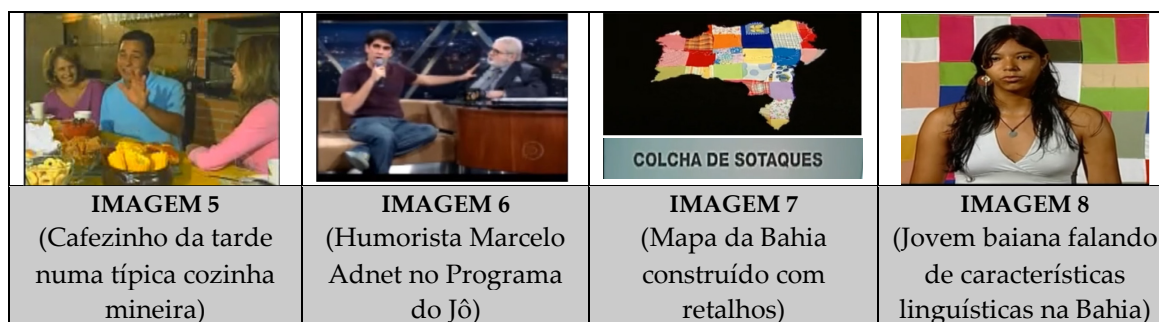 COLCHA DE SOTAQUES
IMAGEM 5
(Cafezinho da tarde
numa típica cozinha
mineira)
IMAGEM 6
(Humorista Marcelo
Adnet no Programa
do Jô)
IMAGEM 7
(Mapa da Bahia
construído com
retalhos)
IMAGEM 8
(Jovem baiana falando
de características
linguísticas na Bahia)